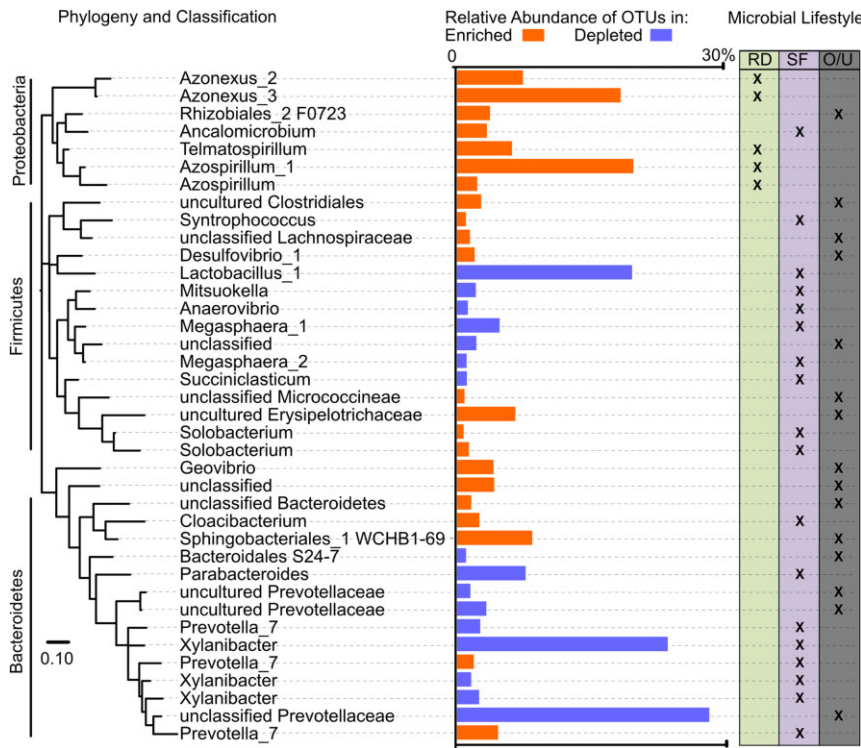 Phylogeny and Classification
Relative Abundance of OTUs in:
Microbial Lifestyle
Enriched
Depleted
0
30%
RD
SF
O/U
Proteobacteria
Azonexus_2 X
Azonexus_3 X
Rhizobiales_2 F0723 X
Ancalomicrobium X
Telmatospirillum X
Azospirillum_1 X
Azospirillum X
Firmicutes
uncultured Clostridiales X
Syntrophococcus X
unclassified Lachnospiraceae X
Desulfovibrio_1 X
Lactobacillus_1 X
Mitsuokella X
Anaerovibrio X
Megasphaera_1 X
unclassified X
Megasphaera_2 X
Succiniclasticum X
unclassified Micrococcineae X
uncultured Erysipelotrichaceae X
Solobacterium X
Solobacterium X
Geovibrio X
unclassified X
Bacteroidetes
unclassified Bacteroidetes X
Cloacibacterium X
Sphingobacteriales_1 WCHB1-69 X
Bacteroidales S24-7 X
Parabacteroides X
uncultured Prevotellaceae X
uncultured Prevotellaceae X
Prevotella_7 X
Xylanibacter X
Prevotella_7 X
Xylanibacter X
Xylanibacter X
unclassified Prevotellaceae X
Prevotella_7 X
0.10